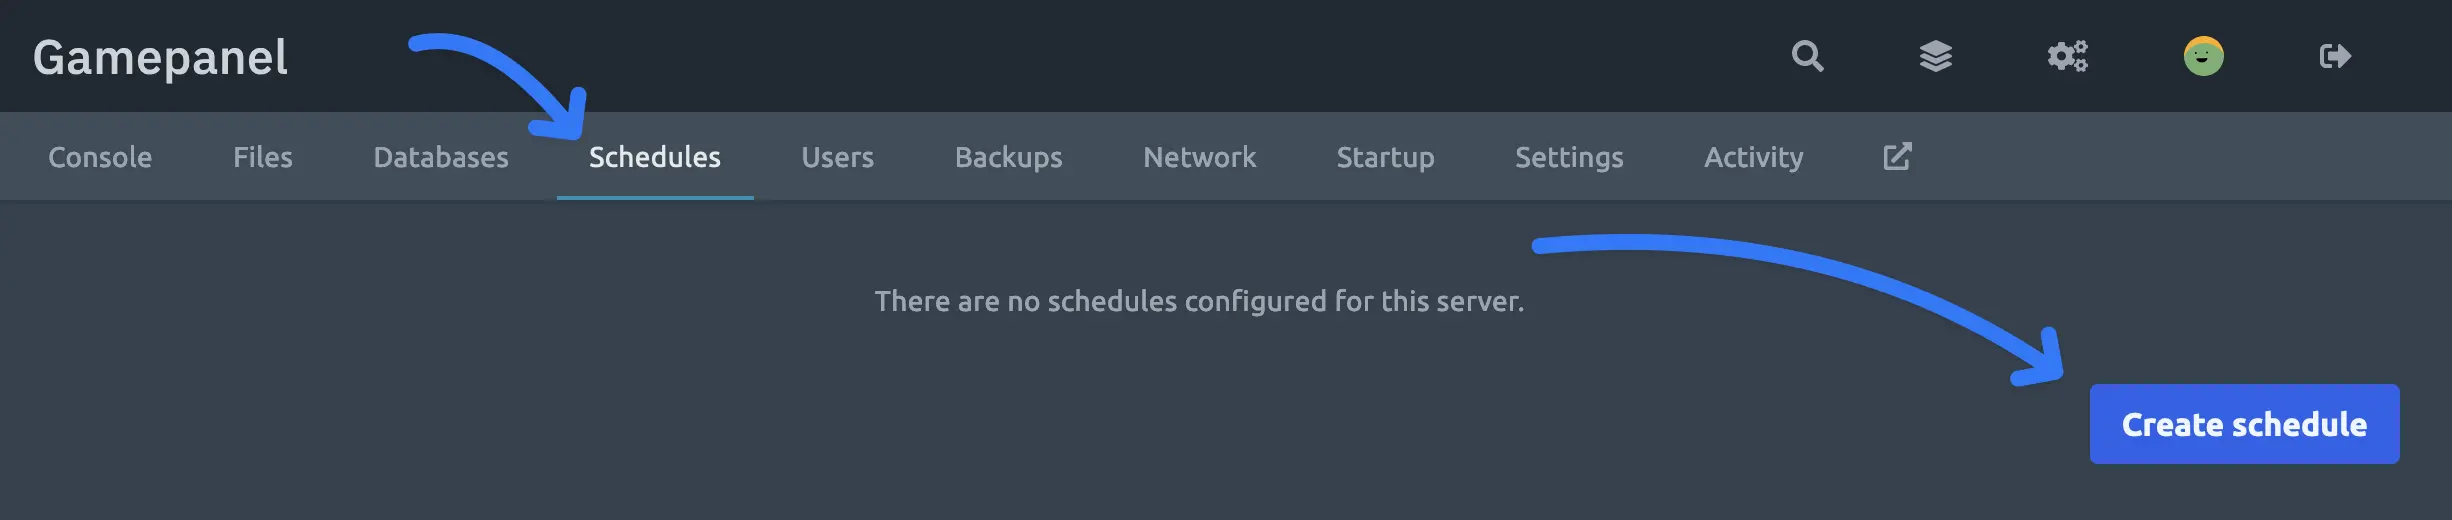 Gamepanel
Console Files Databases Schedules Users Backups Network Startup Settings Activity
There are no schedules configured for this server.
Create schedule